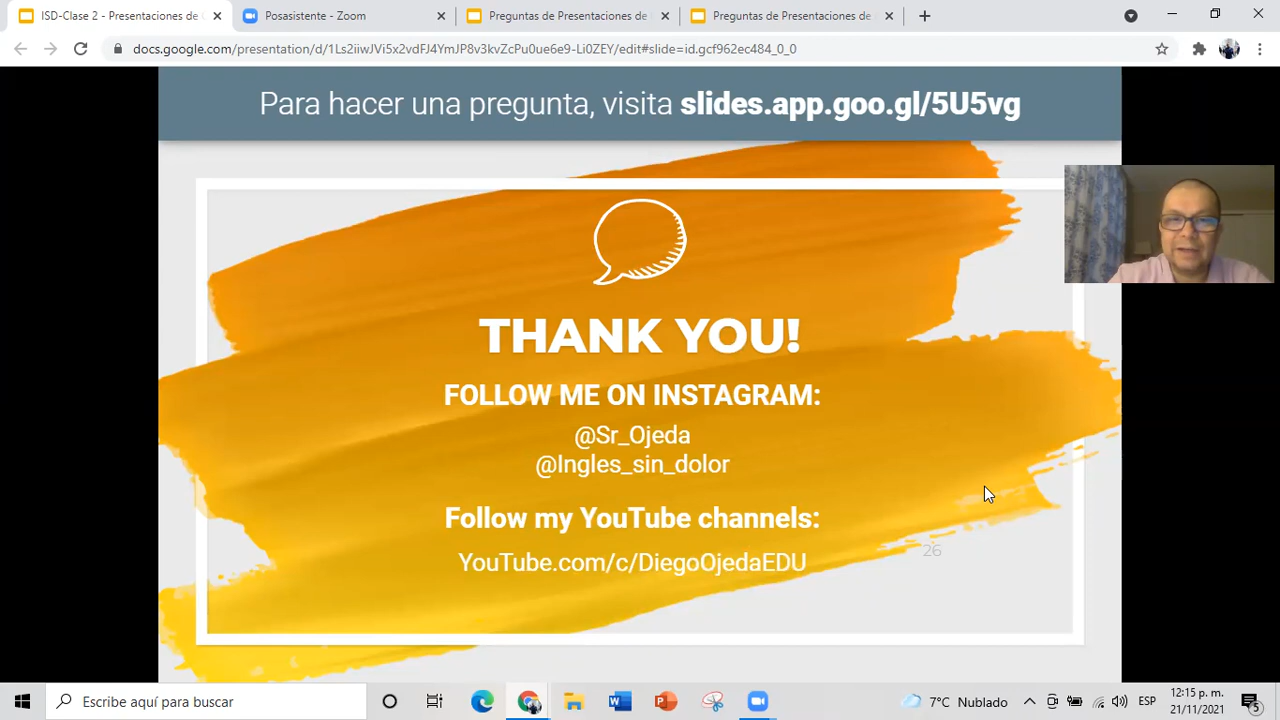 ISD-Clase 2 - Presentaciones de
Posasistente - Zoom
Preguntas de Presentaciones de
Preguntas de Presentaciones de
docs.google.com/presentation/d/1Ls2iiwJVi5x2vdFJ4YmJP8v3kvZcPu0ue6e9-Li0ZEY/edit#slide=id.gcf962ec484_0_0
Para hacer una pregunta, visita slides.app.goo.gl/5U5vg
THANK YOU!
FOLLOW ME ON INSTAGRAM:
@Sr_Ojeda
@Ingles_sin_dolor
Follow my YouTube channels:
26
YouTube.com/c/DiegoOjedaEDU
Escribe aquí para buscar
7°C Nublado
ESP
12:15 p. m.
21/11/2021
5